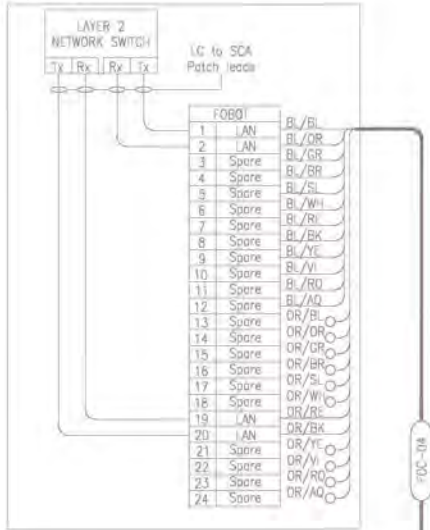 LAYER 2
NETWORK SWITCH
Tx Rx Rx Tx
LC to SCA
Patch leads
FOBOT
1 LAN BL/BL
2 LAN BL/OR
3 Spare BL/GR
4 Spare BL/BR
5 Spare BL/SL
6 Spare BL/WH
7 Spare BL/RE
8 Spare BL/BK
9 Spare BL/YE
10 Spare BL/VI
11 Spare BL/RO
12 Spare BL/AQ
13 Spare OR/BL
14 Spare OR/OR
15 Spare OR/GR
16 Spare OR/BR
17 Spare OR/SL
18 Spare OR/WH
19 LAN OR/RE
20 LAN OR/BK
21 Spare OR/YE
22 Spare OR/VI
23 Spare OR/RO
24 Spare OR/AQ
FOC-04